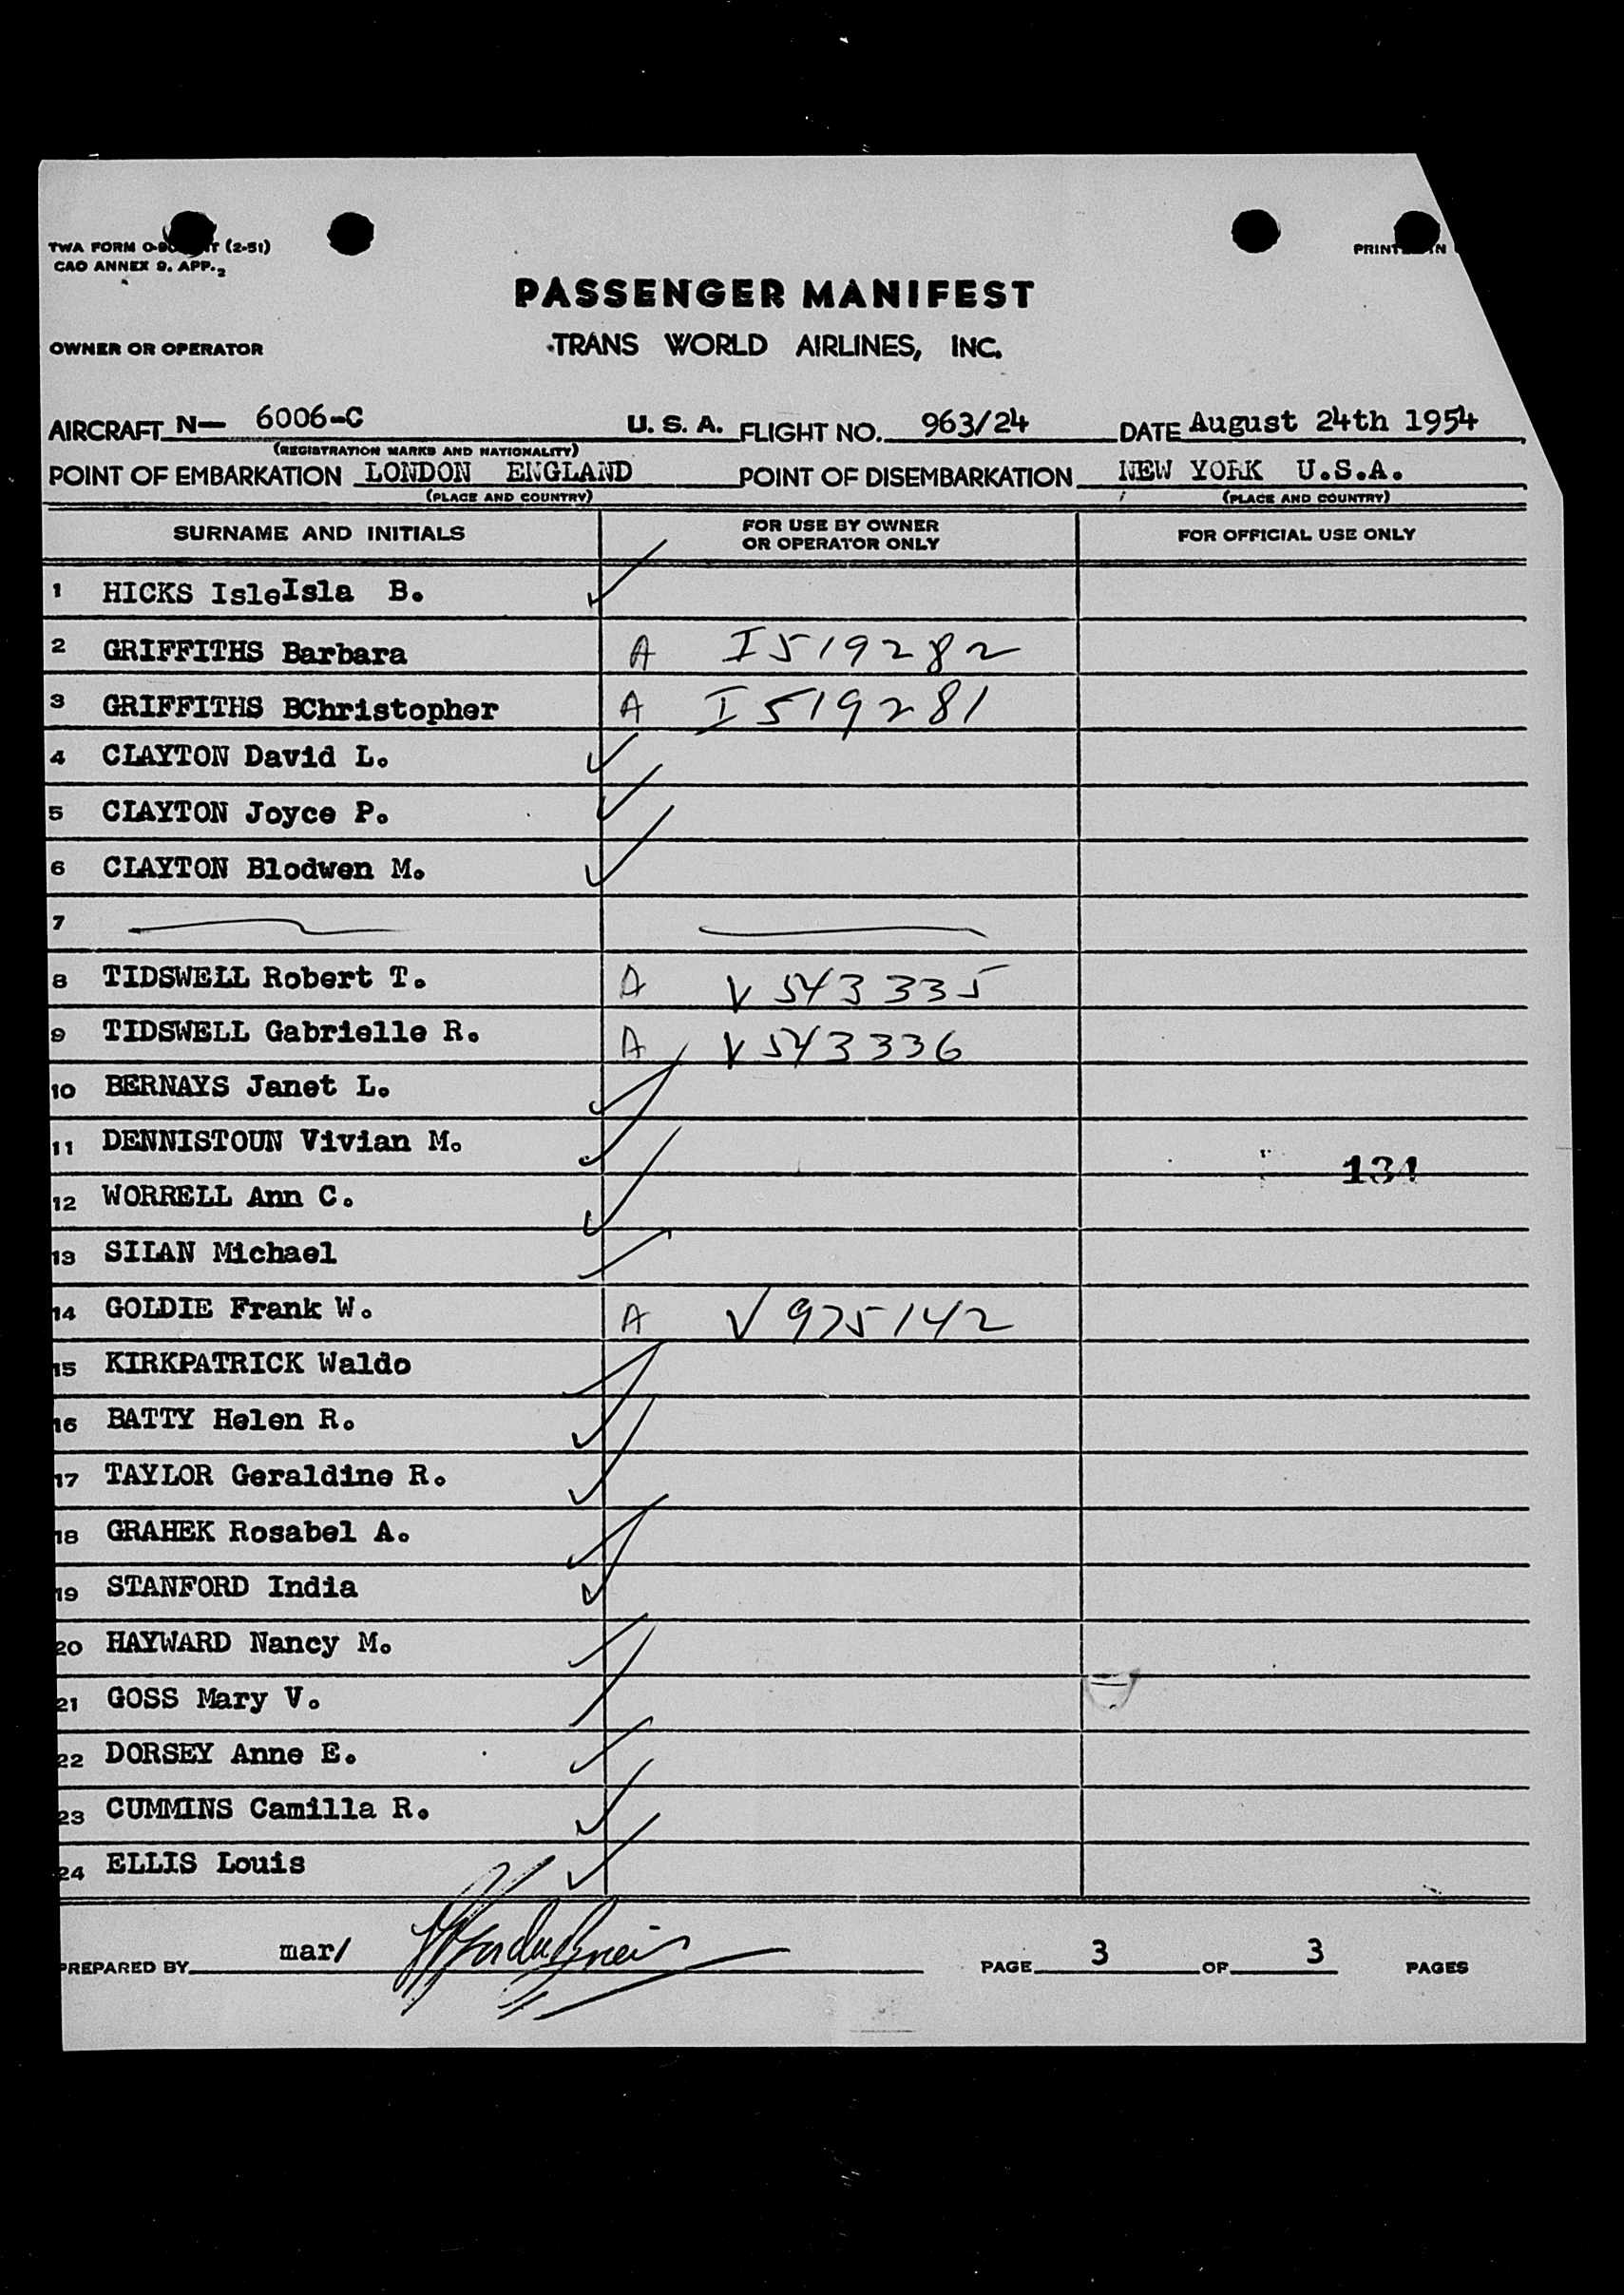 TWA FORM (2-51)
CAO ANNEX 9. APP. 2
PASSENGER MANIFEST
OWNER OR OPERATOR TRANS WORLD AIRLINES, INC.
AIRCRAFT N— 6006-C U. S. A. FLIGHT NO. 963/24 DATE August 24th 1954
(REGISTRATION MARKS AND NATIONALITY)
POINT OF EMBARKATION LONDON ENGLAND POINT OF DISEMBARKATION NEW YORK U.S.A.
(PLACE AND COUNTRY) (PLACE AND COUNTRY)
SURNAME AND INITIALS FOR USE BY OWNER OR OPERATOR ONLY FOR OFFICIAL USE ONLY
1 HICKS IsleIsla B.
2 GRIFFITHS Barbara A I519282
3 GRIFFITHS BChristopher A I519281
4 CLAYTON David L.
5 CLAYTON Joyce P.
6 CLAYTON Blodwen M.
7
8 TIDSWELL Robert T. A V543335
9 TIDSWELL Gabrielle R. A V543336
10 BERNAYS Janet L.
11 DENNISTOUN Vivian M.
134
12 WORRELL Ann C.
13 SILAN Michael
14 GOLDIE Frank W. A V975142
15 KIRKPATRICK Waldo
16 BATTY Helen R.
17 TAYLOR Geraldine R.
18 GRAHEK Rosabel A.
19 STANFORD India
20 HAYWARD Nancy M.
21 GOSS Mary V.
22 DORSEY Anne E.
23 CUMMINS Camilla R.
24 ELLIS Louis
PREPARED BY mar/ PAGE 3 OF 3 PAGES